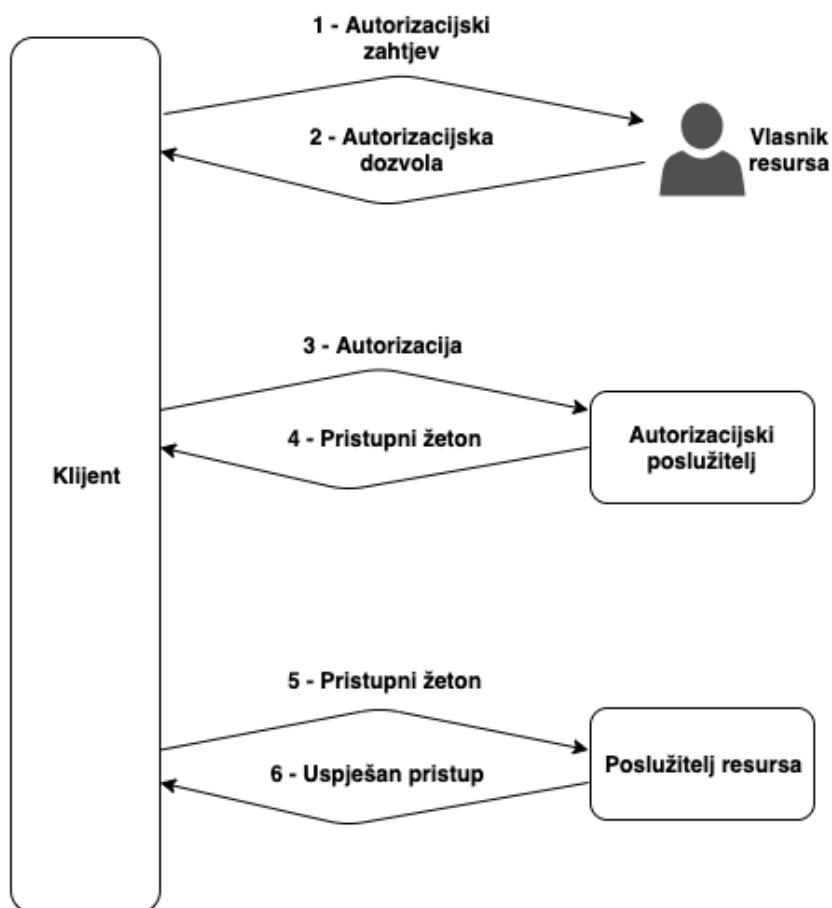 1 - Autorizacijski
zahtjev
2 - Autorizacijska
dozvola
Vlasnik
resursa
3 - Autorizacija
4 - Pristupni žeton
Autorizacijski
poslužitelj
Klijent
5 - Pristupni žeton
6 - Uspješan pristup
Poslužitelj resursa